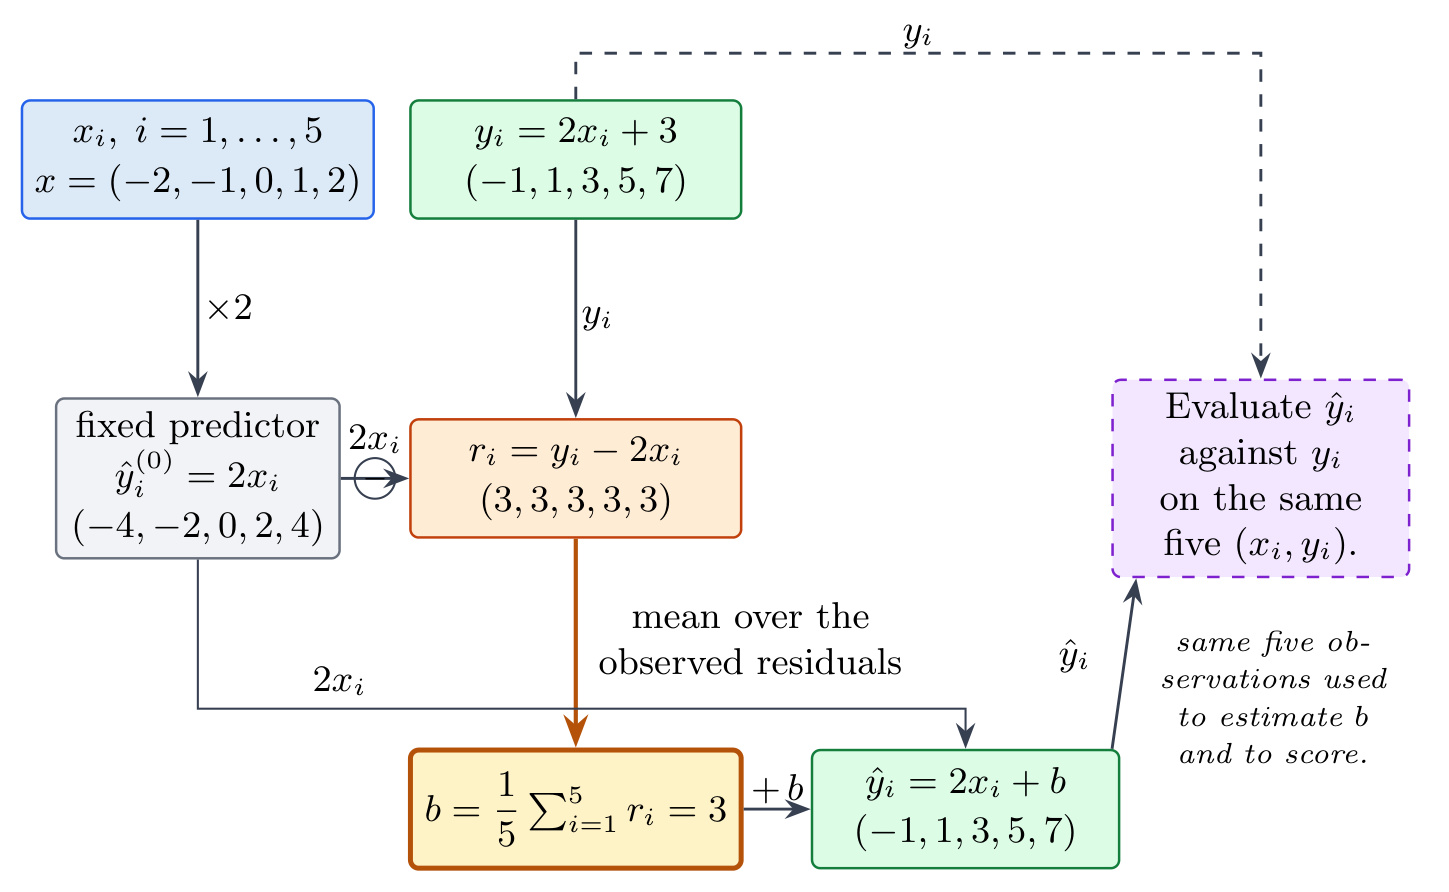 y_i
x_i, i = 1, . . . , 5
x = (−2, −1, 0, 1, 2)
y_i = 2x_i + 3
(−1, 1, 3, 5, 7)
×2
y_i
fixed predictor
ŷ_i^{(0)} = 2x_i
(−4, −2, 0, 2, 4)
2x_i
r_i = y_i − 2x_i
(3, 3, 3, 3, 3)
Evaluate ŷ_i
against y_i
on the same
five (x_i, y_i).
mean over the
observed residuals
2x_i
ŷ_i
same five ob-
servations used
to estimate b
and to score.
b = \frac{1}{5} ∑_{i=1}^{5} r_i = 3
+b
ŷ_i = 2x_i + b
(−1, 1, 3, 5, 7)